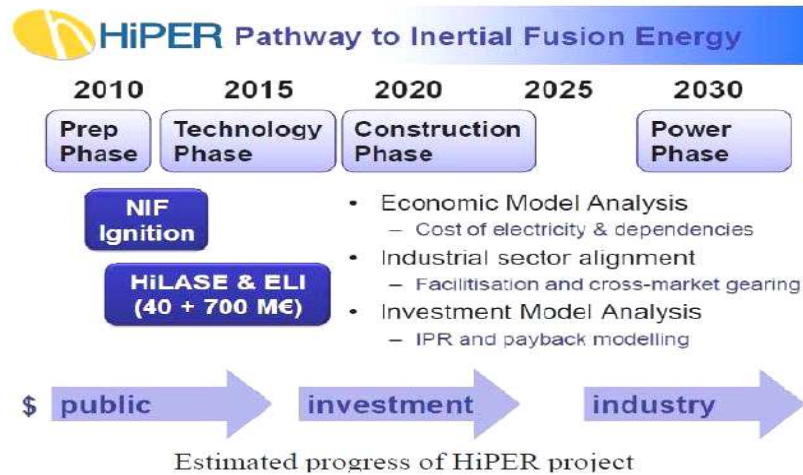 HiPER Pathway to Inertial Fusion Energy
2010 2015 2020 2025 2030
Prep Phase
Technology Phase
Construction Phase
Power Phase
NIF Ignition
HiLASE & ELI
(40 + 700 M€)
• Economic Model Analysis
– Cost of electricity & dependencies
• Industrial sector alignment
– Facilitisation and cross-market gearing
• Investment Model Analysis
– IPR and payback modelling
$ public investment industry
Estimated progress of HiPER project